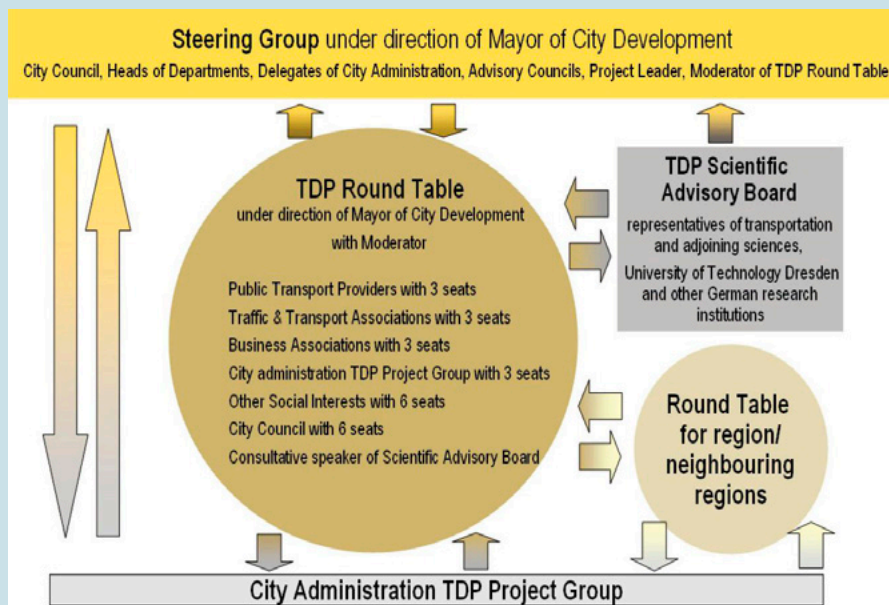 Steering Group under direction of Mayor of City Development
City Council, Heads of Departments, Delegates of City Administration, Advisory Councils, Project Leader, Moderator of TDP Round Table
TDP Round Table
under direction of Mayor of City Development
with Moderator
Public Transport Providers with 3 seats
Traffic & Transport Associations with 3 seats
Business Associations with 3 seats
City administration TDP Project Group with 3 seats
Other Social Interests with 6 seats
City Council with 6 seats
Consultative speaker of Scientific Advisory Board
TDP Scientific
Advisory Board
representatives of transportation
and adjoining sciences,
University of Technology Dresden
and other German research
institutions
Round Table
for region/
neighbouring
regions
City Administration TDP Project Group